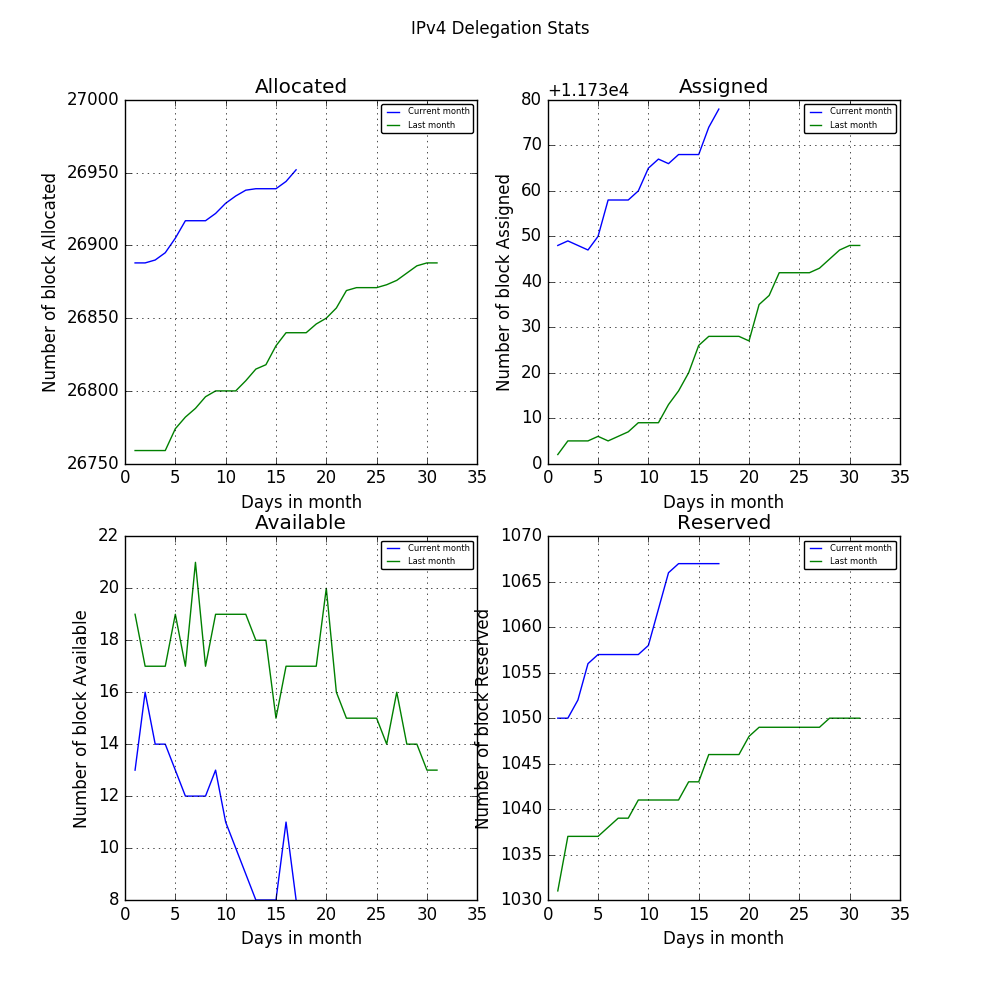 IPv4 Delegation Stats
Allocated
27000
26950
26900
26850
26800
26750
Number of block Allocated
0 5 10 15 20 25 30 35
Days in month
Current month
Last month
+1.173e4
Assigned
80
70
60
50
40
30
20
10
0
Number of block Assigned
0 5 10 15 20 25 30 35
Days in month
Current month
Last month
Available
22
20
18
16
14
12
10
8
Number of block Available
0 5 10 15 20 25 30 35
Days in month
Current month
Last month
Reserved
1070
1065
1060
1055
1050
1045
1040
1035
1030
Number of block Reserved
0 5 10 15 20 25 30 35
Days in month
Current month
Last month